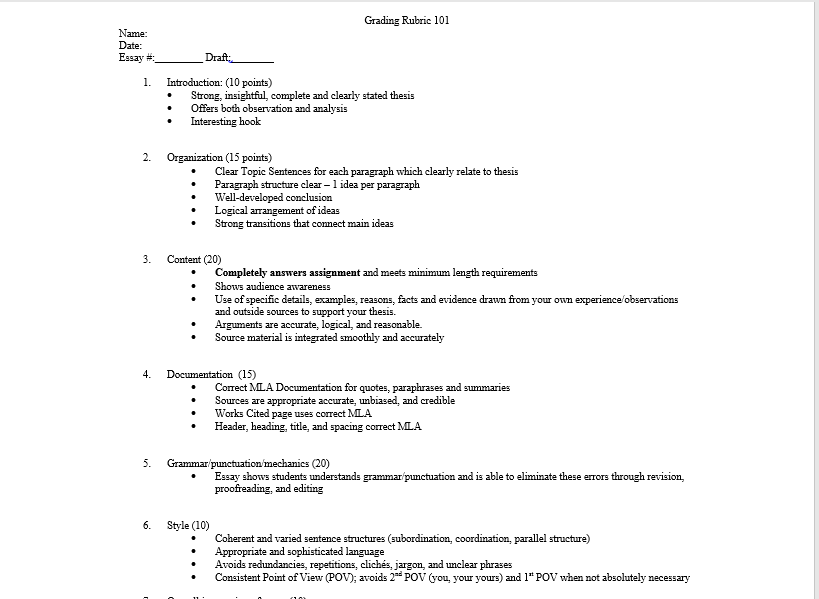 Grading Rubric 101
Name:
Date:
Essay #:_________ Draft:________
1. Introduction: (10 points)
• Strong, insightful, complete and clearly stated thesis
• Offers both observation and analysis
• Interesting hook
2. Organization (15 points)
• Clear Topic Sentences for each paragraph which clearly relate to thesis
• Paragraph structure clear – 1 idea per paragraph
• Well-developed conclusion
• Logical arrangement of ideas
• Strong transitions that connect main ideas
3. Content (20)
• Completely answers assignment and meets minimum length requirements
• Shows audience awareness
• Use of specific details, examples, reasons, facts and evidence drawn from your own experience/observations
and outside sources to support your thesis.
• Arguments are accurate, logical, and reasonable.
• Source material is integrated smoothly and accurately
4. Documentation (15)
• Correct MLA Documentation for quotes, paraphrases and summaries
• Sources are appropriate accurate, unbiased, and credible
• Works Cited page uses correct MLA
• Header, heading, title, and spacing correct MLA
5. Grammar/punctuation/mechanics (20)
• Essay shows students understands grammar/punctuation and is able to eliminate these errors through revision,
proofreading, and editing
6. Style (10)
• Coherent and varied sentence structures (subordination, coordination, parallel structure)
• Appropriate and sophisticated language
• Avoids redundancies, repetitions, clichés, jargon, and unclear phrases
• Consistent Point of View (POV); avoids 2nd POV (you, your yours) and 1st POV when not absolutely necessary